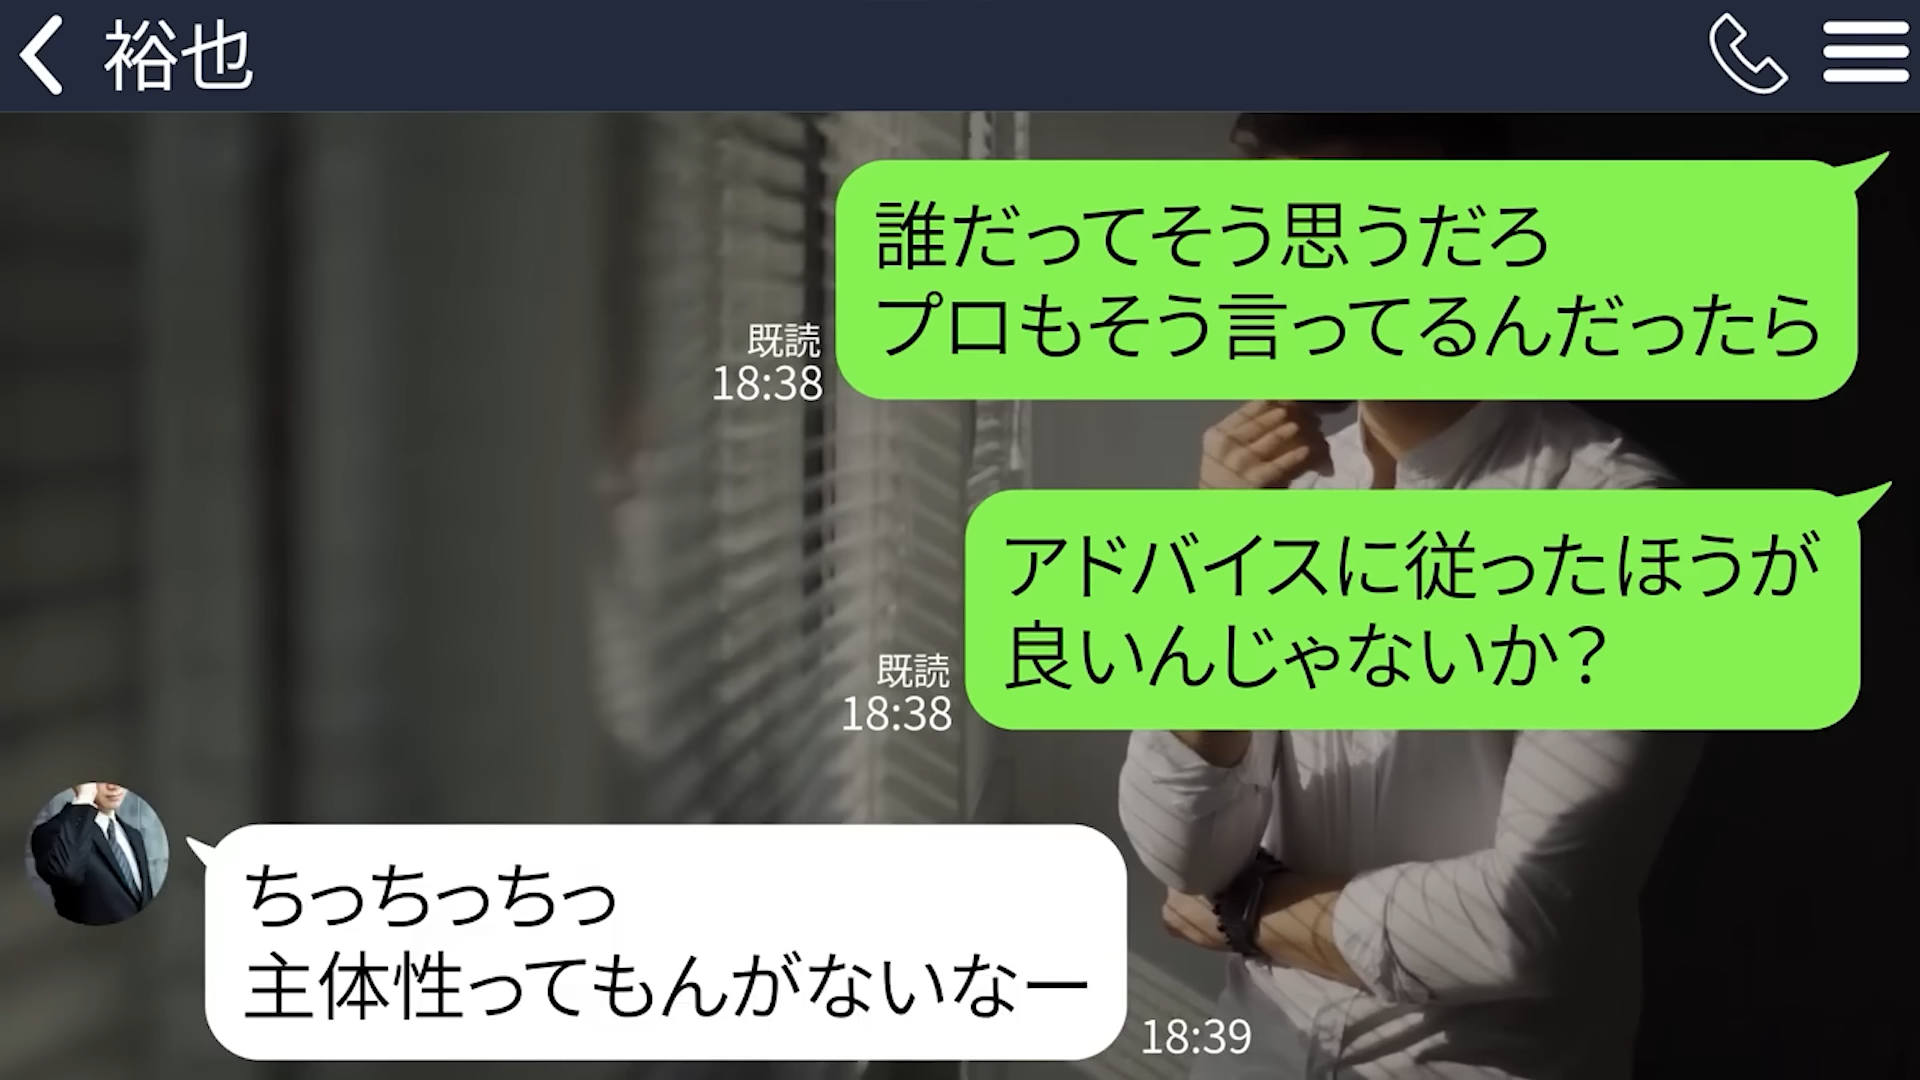 裕也
誰だってそう思うだろ
プロもそう言ってるんだったら
既読
18:38
アドバイスに従ったほうが
良いんじゃないか？
既読
18:38
ちっちっちっ
主体性ってもんがないなー
18:39